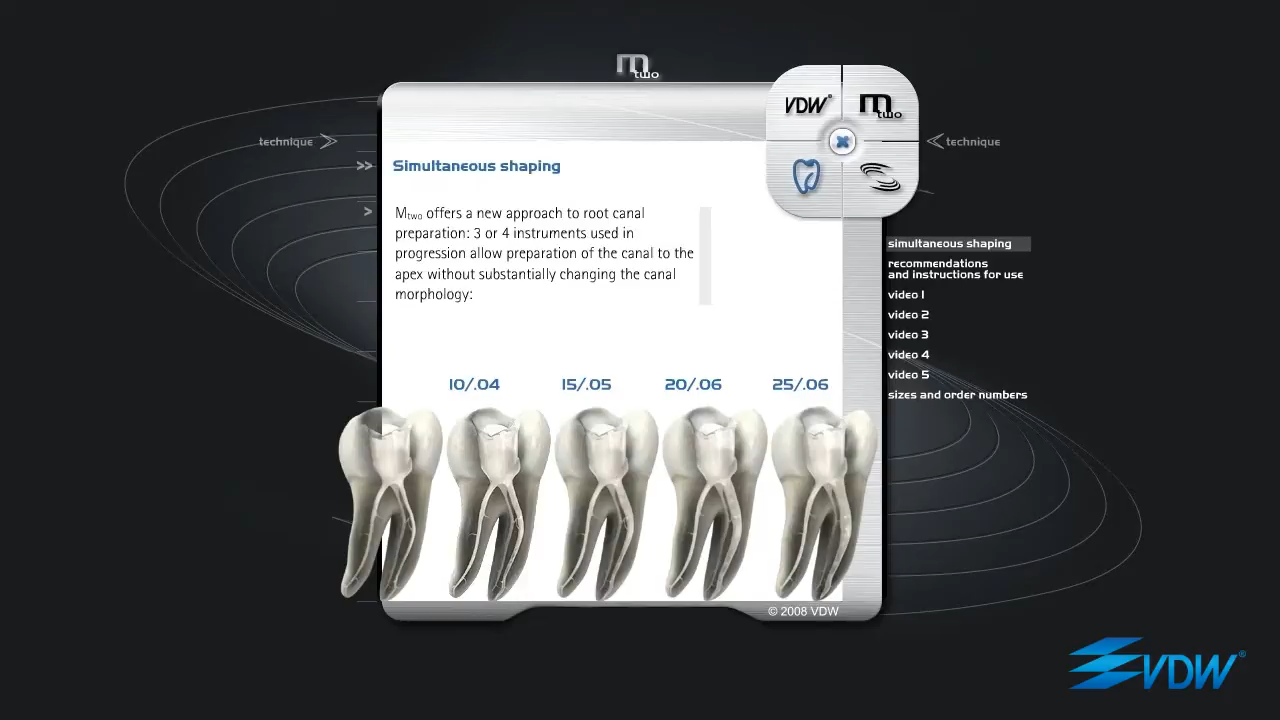 Mtwo
VDW®
Mtwo
technique
technique
Simultaneous shaping
Mtwo offers a new approach to root canal
preparation: 3 or 4 instruments used in
progression allow preparation of the canal to the
apex without substantially changing the canal
morphology:
simultaneous shaping
recommendations
and instructions for use
video 1
video 2
video 3
video 4
video 5
sizes and order numbers
10/.04 15/.05 20/.06 25/.06
© 2008 VDW
VDW®